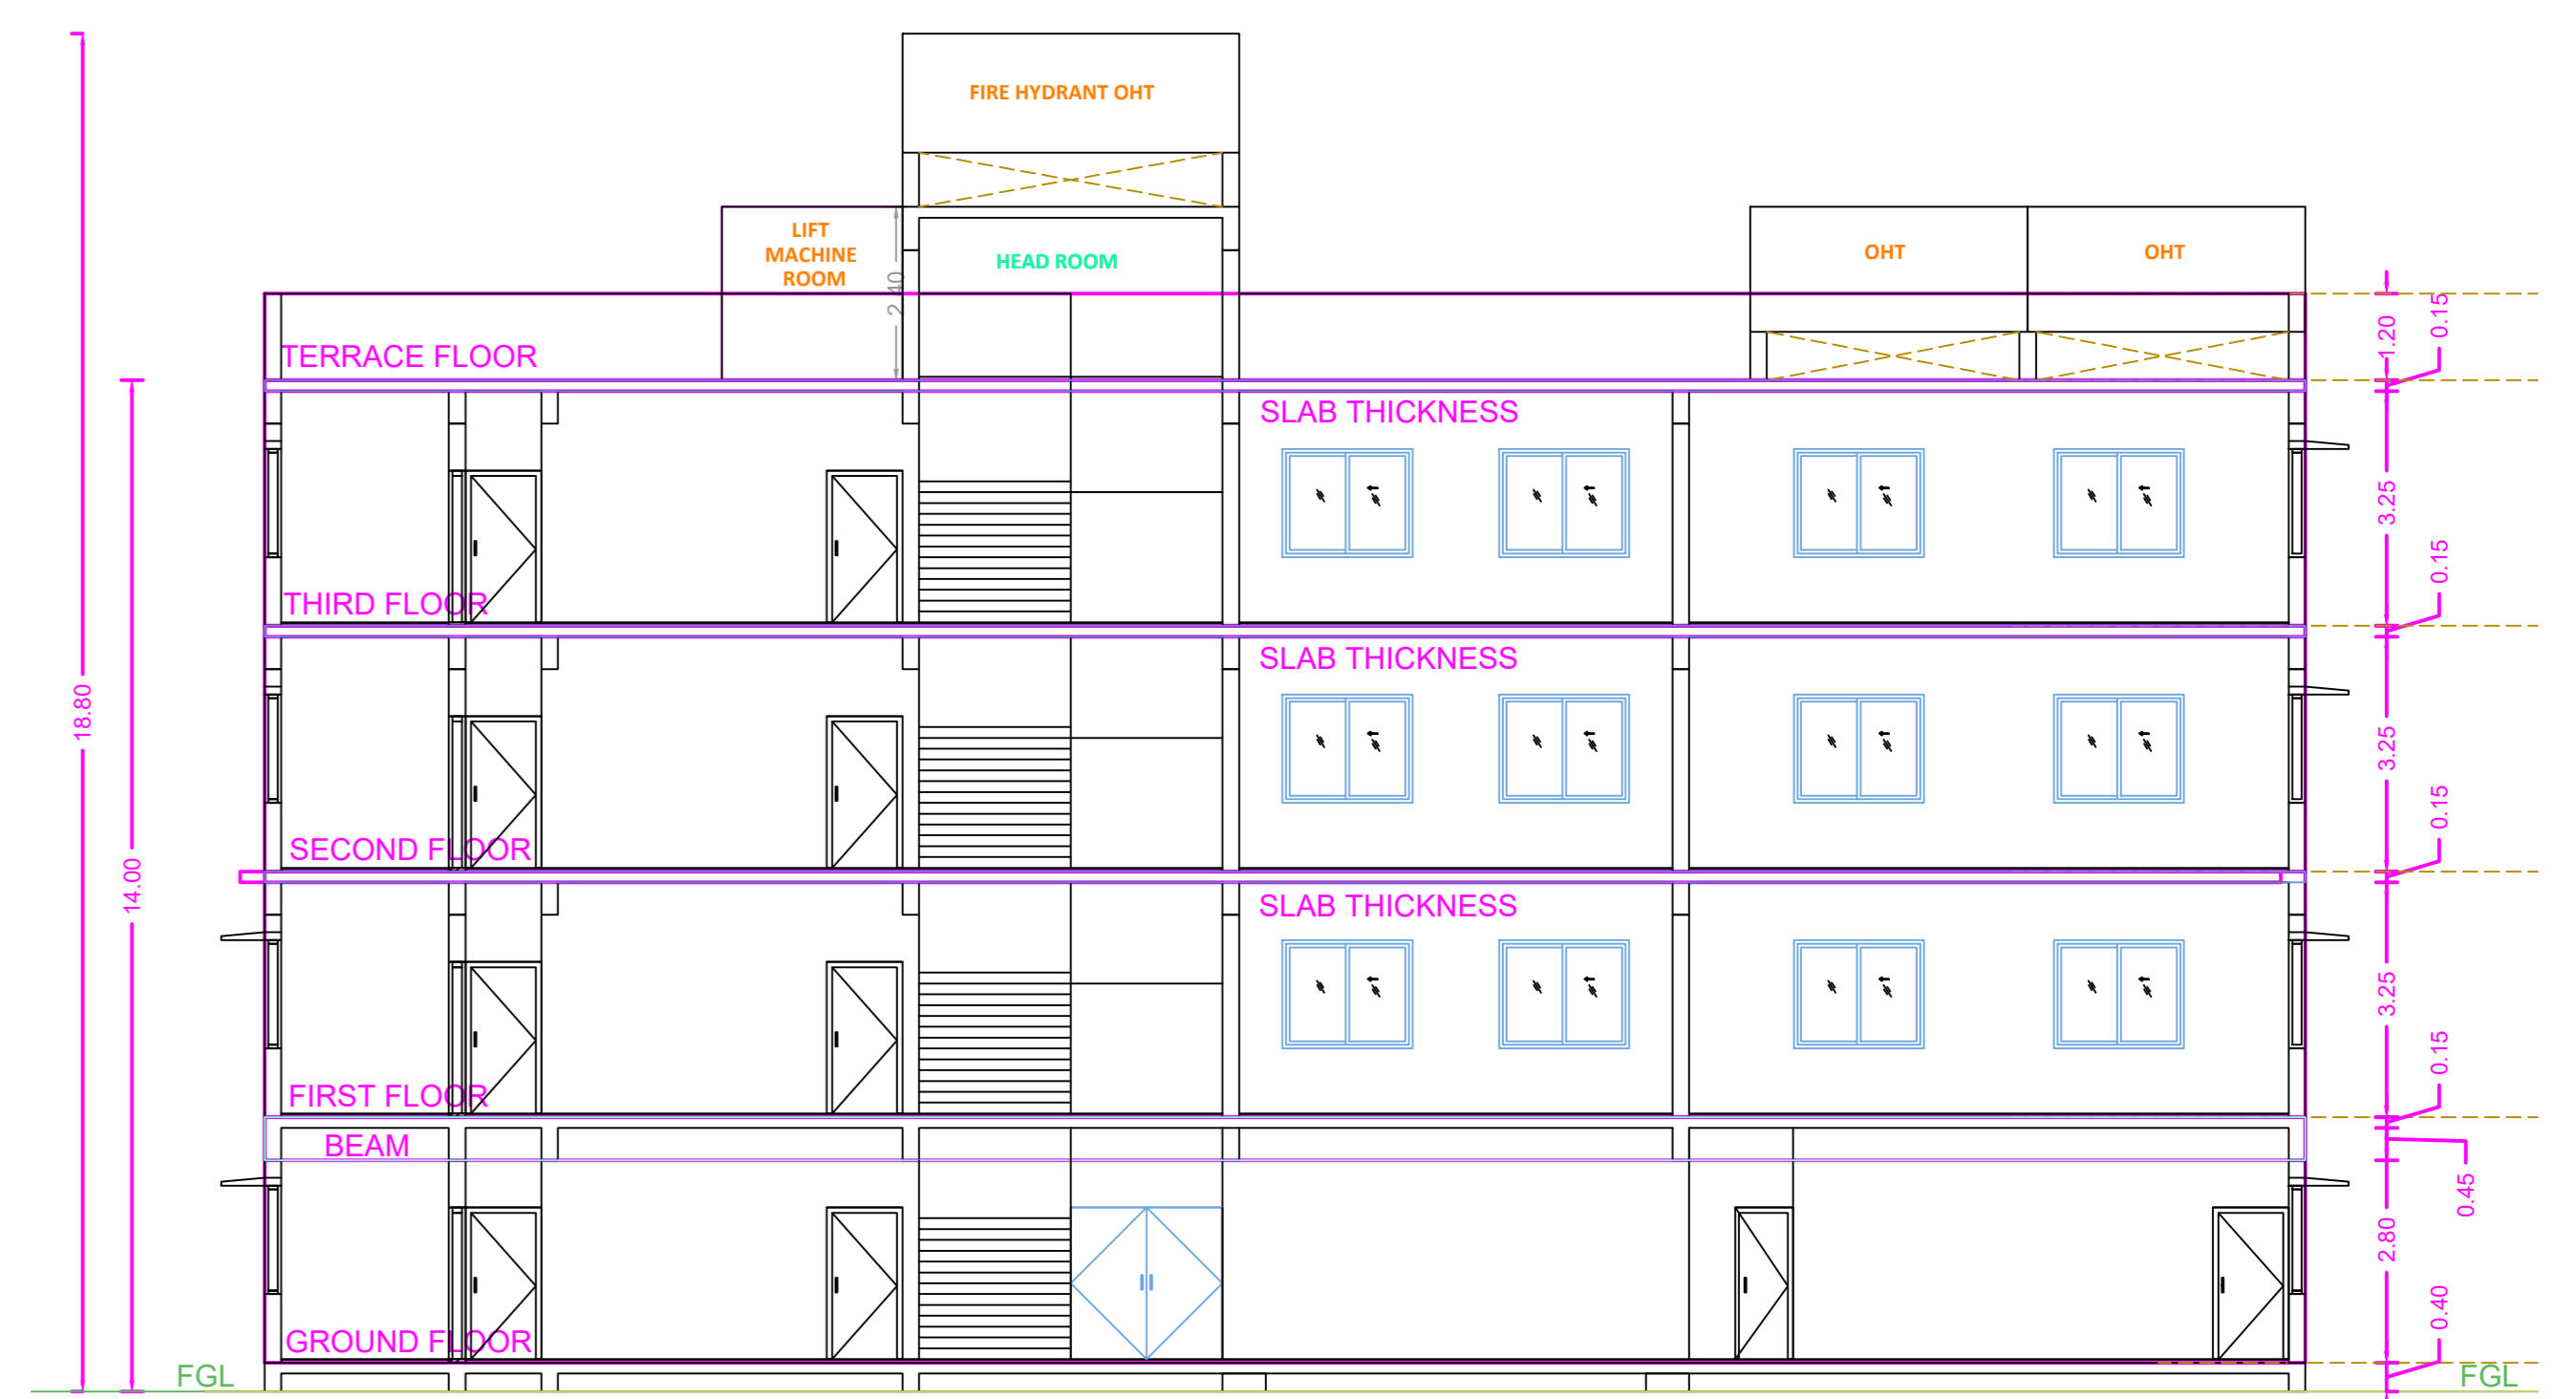 FIRE HYDRANT OHT
LIFT
MACHINE
ROOM
HEAD ROOM
OHT
OHT
2.40
TERRACE FLOOR
1.20
0.15
SLAB THICKNESS
3.25
THIRD FLOOR
0.15
18.80
14.00
SLAB THICKNESS
3.25
SECOND FLOOR
0.15
SLAB THICKNESS
3.25
FIRST FLOOR
0.15
BEAM
0.45
2.80
GROUND FLOOR
0.40
FGL
FGL